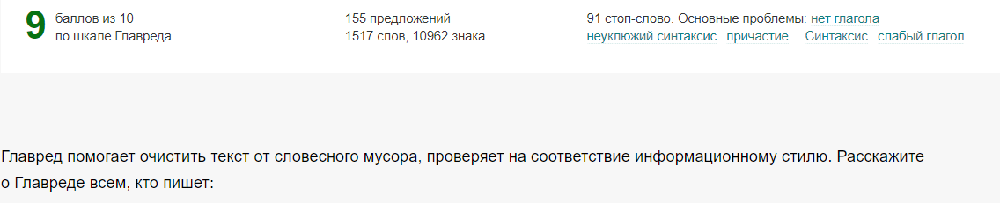 9 баллов из 10 155 предложений 91 стоп-слово. Основные проблемы: нет глагола
по шкале Главреда 1517 слов, 10962 знака неуклюжий синтаксис причастие Синтаксис слабый глагол
Главред помогает очистить текст от словесного мусора, проверяет на соответствие информационному стилю. Расскажите
о Главреде всем, кто пишет: